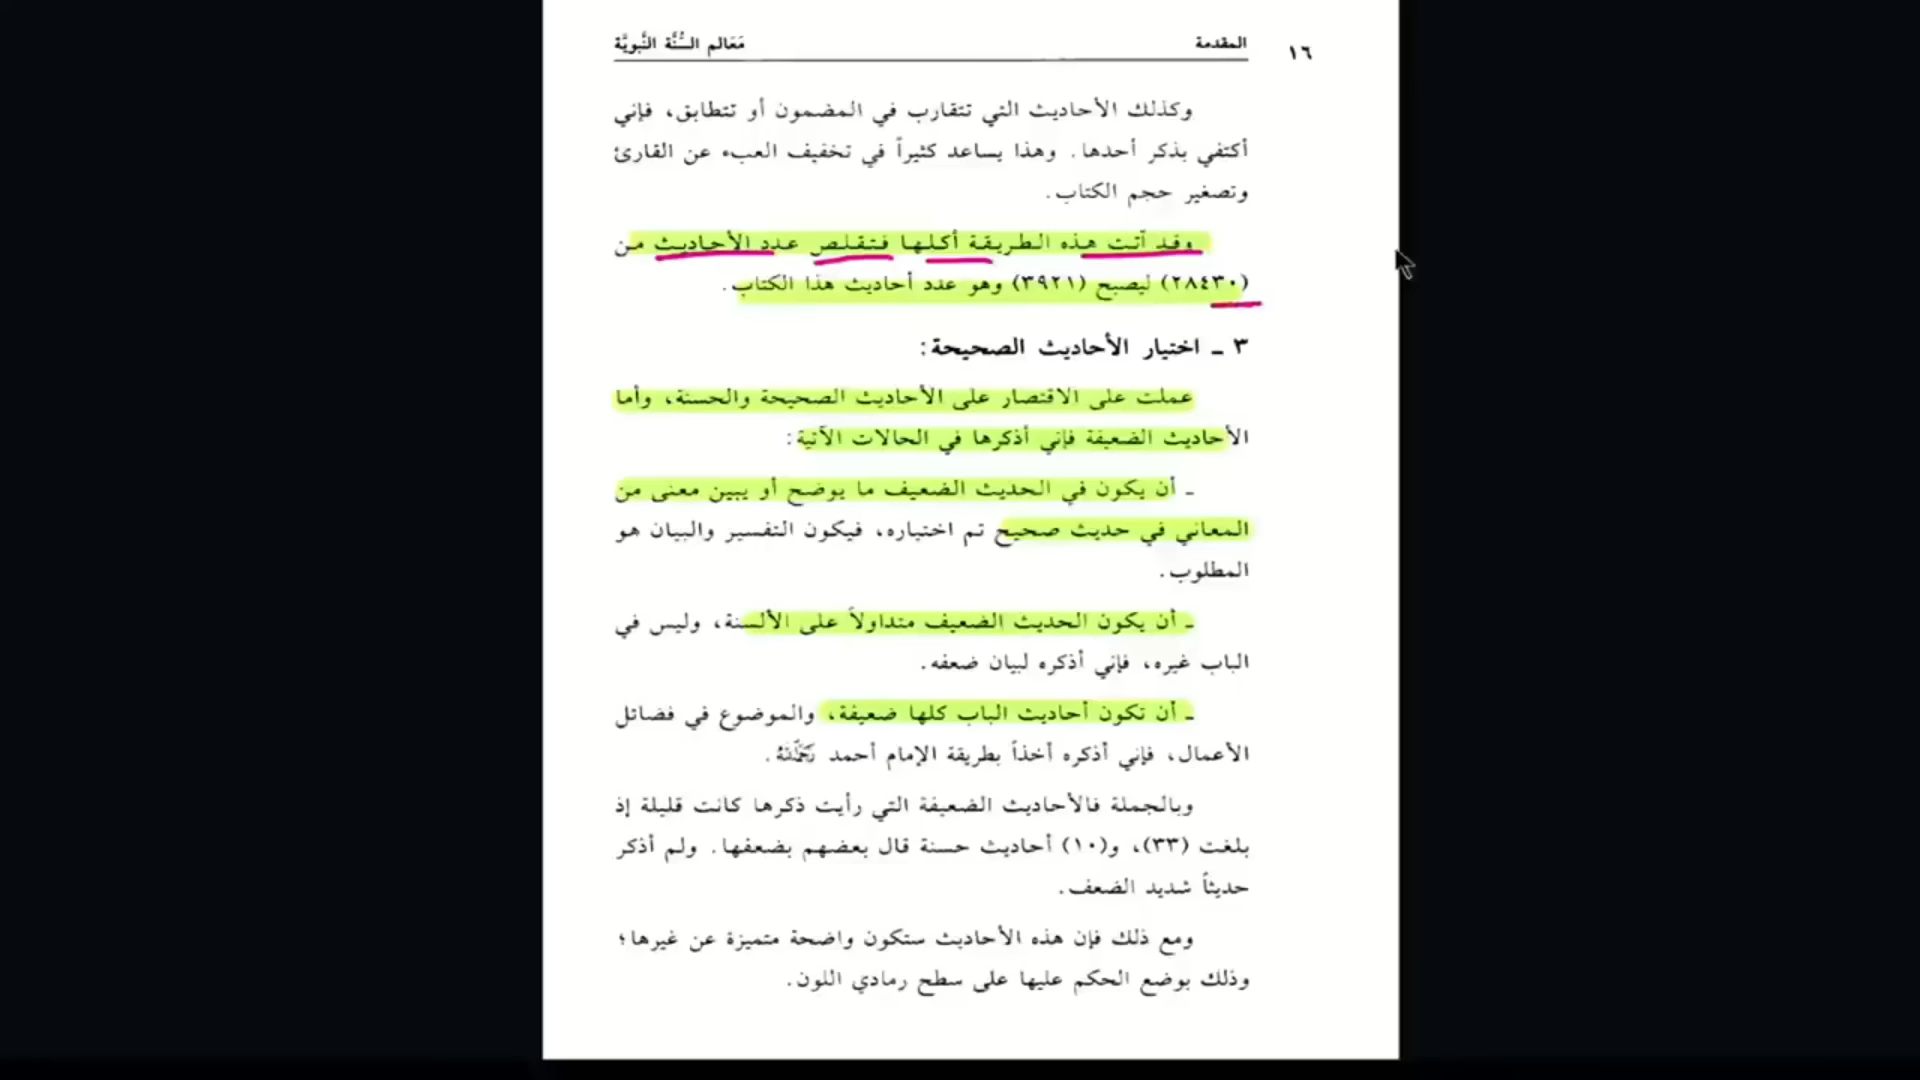 ١٦ المقدمة مَعَالم السُّنَّة النَّبويَّة
وكذلك الأحاديث التي تتقارب في المضمون أو تتطابق، فإني
أكتفي بذكر أحدها. وهذا يساعد كثيراً في تخفيف العبء عن القارئ
وتصغير حجم الكتاب.
وقد آتت هذه الطريقة أكلها فتقلص عدد الأحاديث من
(٢٨٤٣٠) ليصبح (٣٩٢١) وهو عدد أحاديث هذا الكتاب.
٣ ـ اختيار الأحاديث الصحيحة:
عملت على الاقتصار على الأحاديث الصحيحة والحسنة، وأما
الأحاديث الضعيفة فإني أذكرها في الحالات الآتية:
ـ أن يكون في الحديث الضعيف ما يوضح أو يبين معنى من
المعاني في حديث صحيح تم اختياره، فيكون التفسير والبيان هو
المطلوب.
ـ أن يكون الحديث الضعيف متداولاً على الألسنة، وليس في
الباب غيره، فإني أذكره لبيان ضعفه.
ـ أن تكون أحاديث الباب كلها ضعيفة، والموضوع في فضائل
الأعمال، فإني أذكره أخذاً بطريقة الإمام أحمد رَحِمَهُ اللهُ.
وبالجملة فالأحاديث الضعيفة التي رأيت ذكرها كانت قليلة إذ
بلغت (٣٣)، و(١٠) أحاديث حسنة قال بعضهم بضعفها. ولم أذكر
حديثاً شديد الضعف.
ومع ذلك فإن هذه الأحاديث ستكون واضحة متميزة عن غيرها؛
وذلك بوضع الحكم عليها على سطح رمادي اللون.